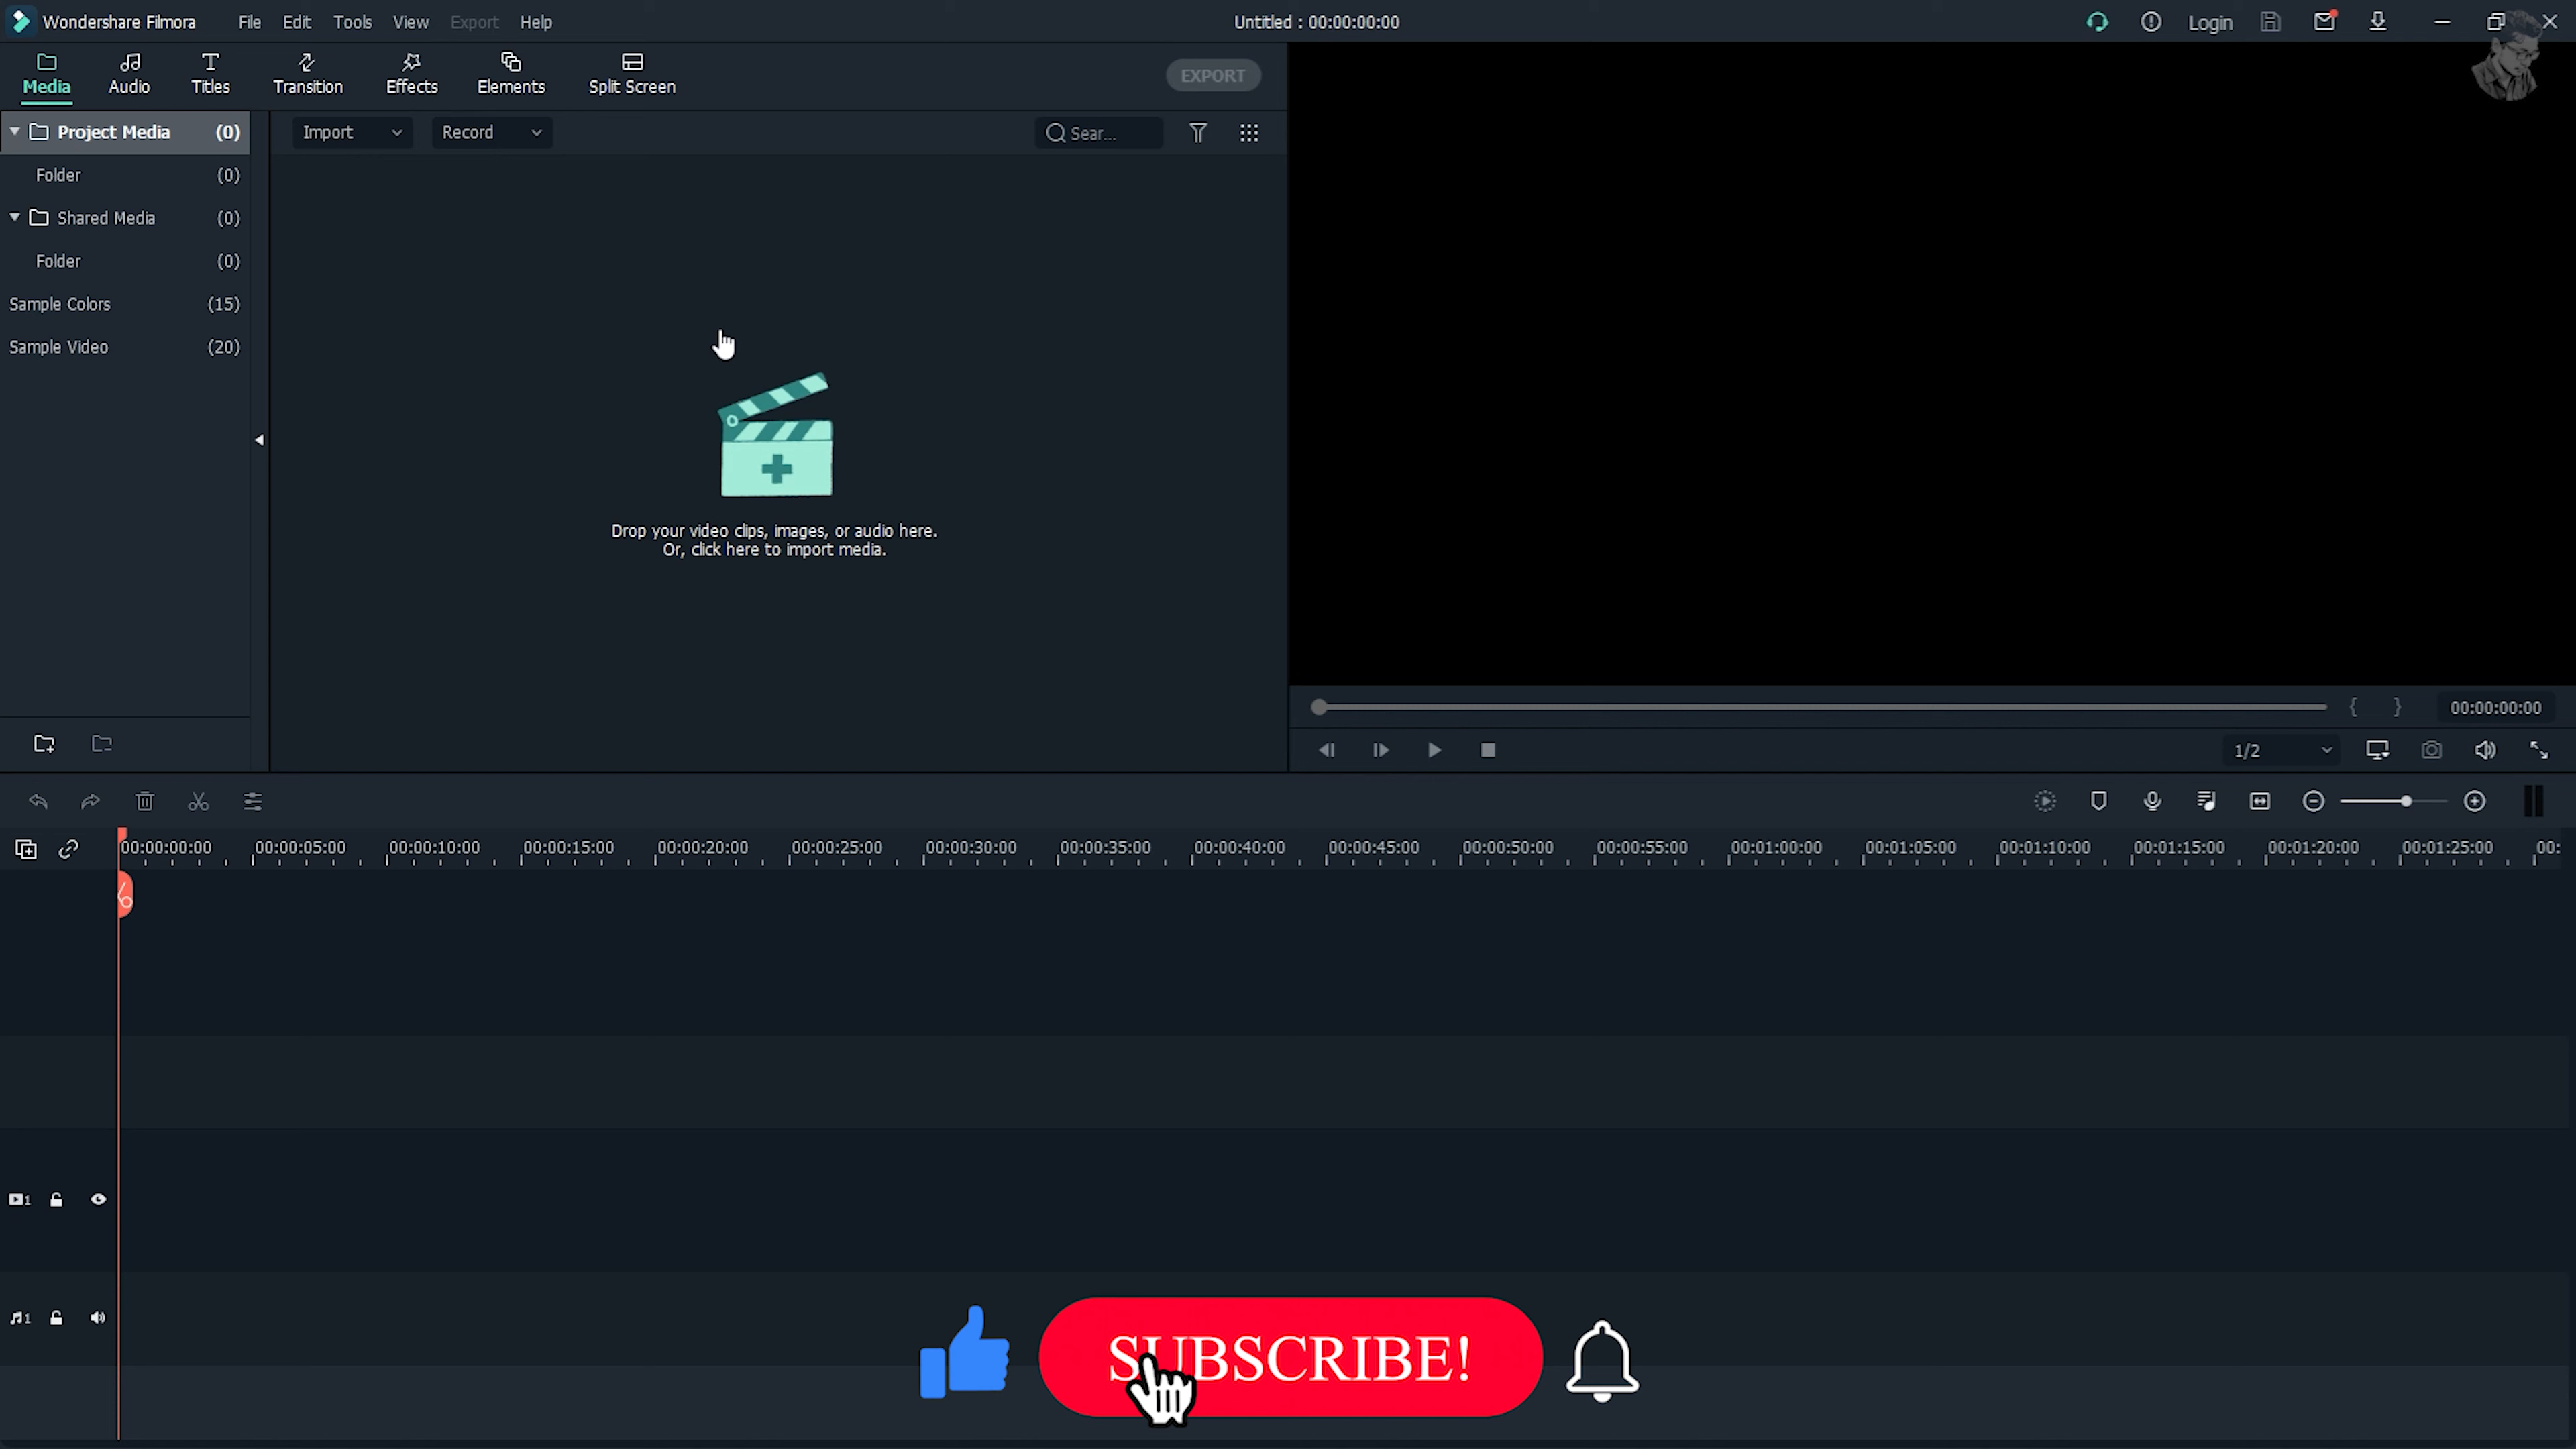 Wondershare Filmora File Edit Tools View Export Help Untitled : 00:00:00:00 Login
Media Audio Titles Transition Effects Elements Split Screen EXPORT
Project Media (0)
Folder (0)
Shared Media (0)
Folder (0)
Sample Colors (15)
Sample Video (20)
Import Record Sear...
Drop your video clips, images, or audio here.
Or, click here to import media.
{ } 00:00:00:00
1/2
00:00:00:00 00:00:05:00 00:00:10:00 00:00:15:00 00:00:20:00 00:00:25:00 00:00:30:00 00:00:35:00 00:00:40:00 00:00:45:00 00:00:50:00 00:00:55:00 00:01:00:00 00:01:05:00 00:01:10:00 00:01:15:00 00:01:20:00 00:01:25:00 00:
1
1
SUBSCRIBE!